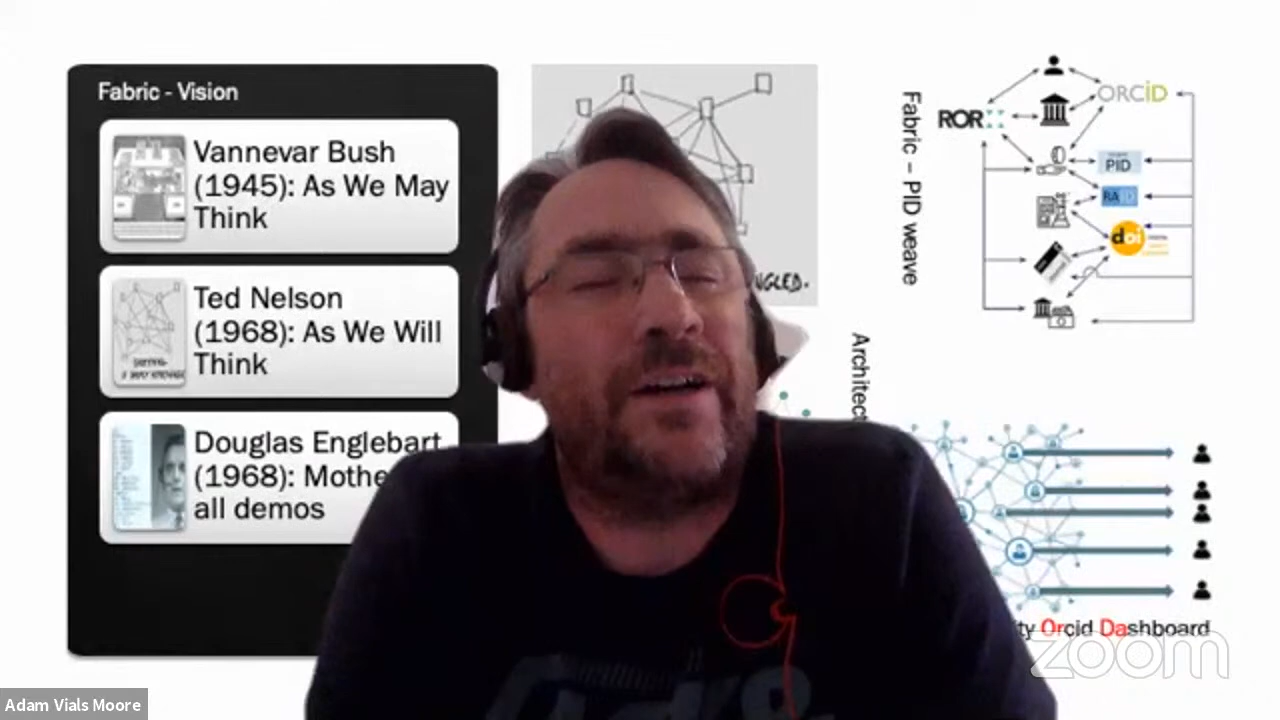 Fabric - Vision
Vannevar Bush
(1945): As We May
Think
Ted Nelson
(1968): As We Will
Think
Douglas Englebart
(1968): Mothe
all demos
NGLED.
Fabric – PID weave
ROR
ORCiD
PID
RAiD
doi
Architect
ity Orcid Dashboard
zoom
Adam Vials Moore